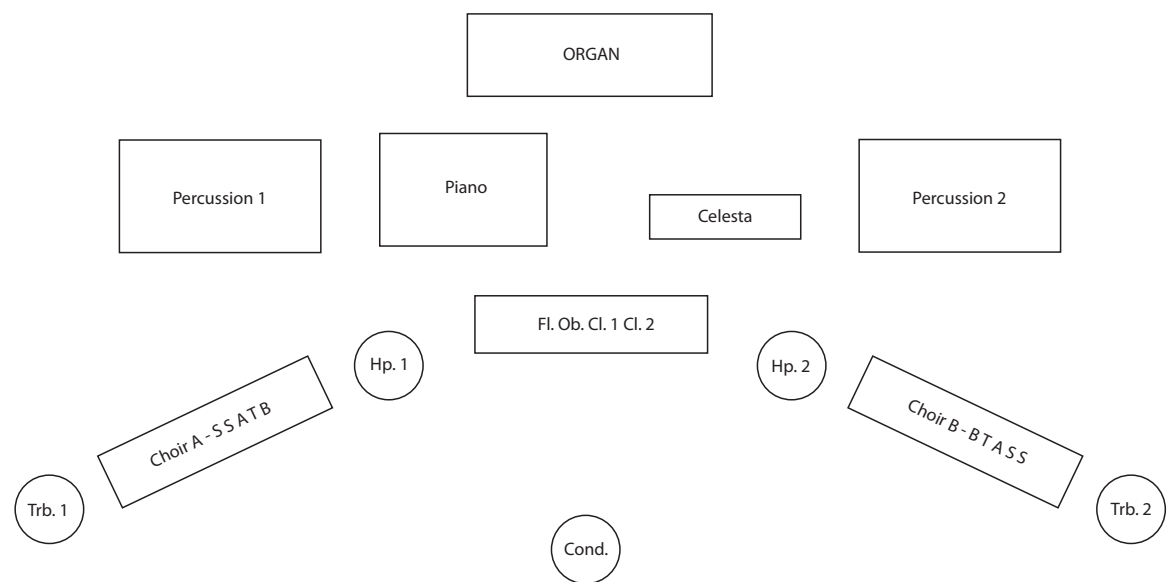 ORGAN
Percussion 1
Piano
Celesta
Percussion 2
Fl. Ob. Cl. 1 Cl. 2
Hp. 1
Hp. 2
Choir A - S S A T B
Choir B - B T A S S
Trb. 1
Trb. 2
Cond.